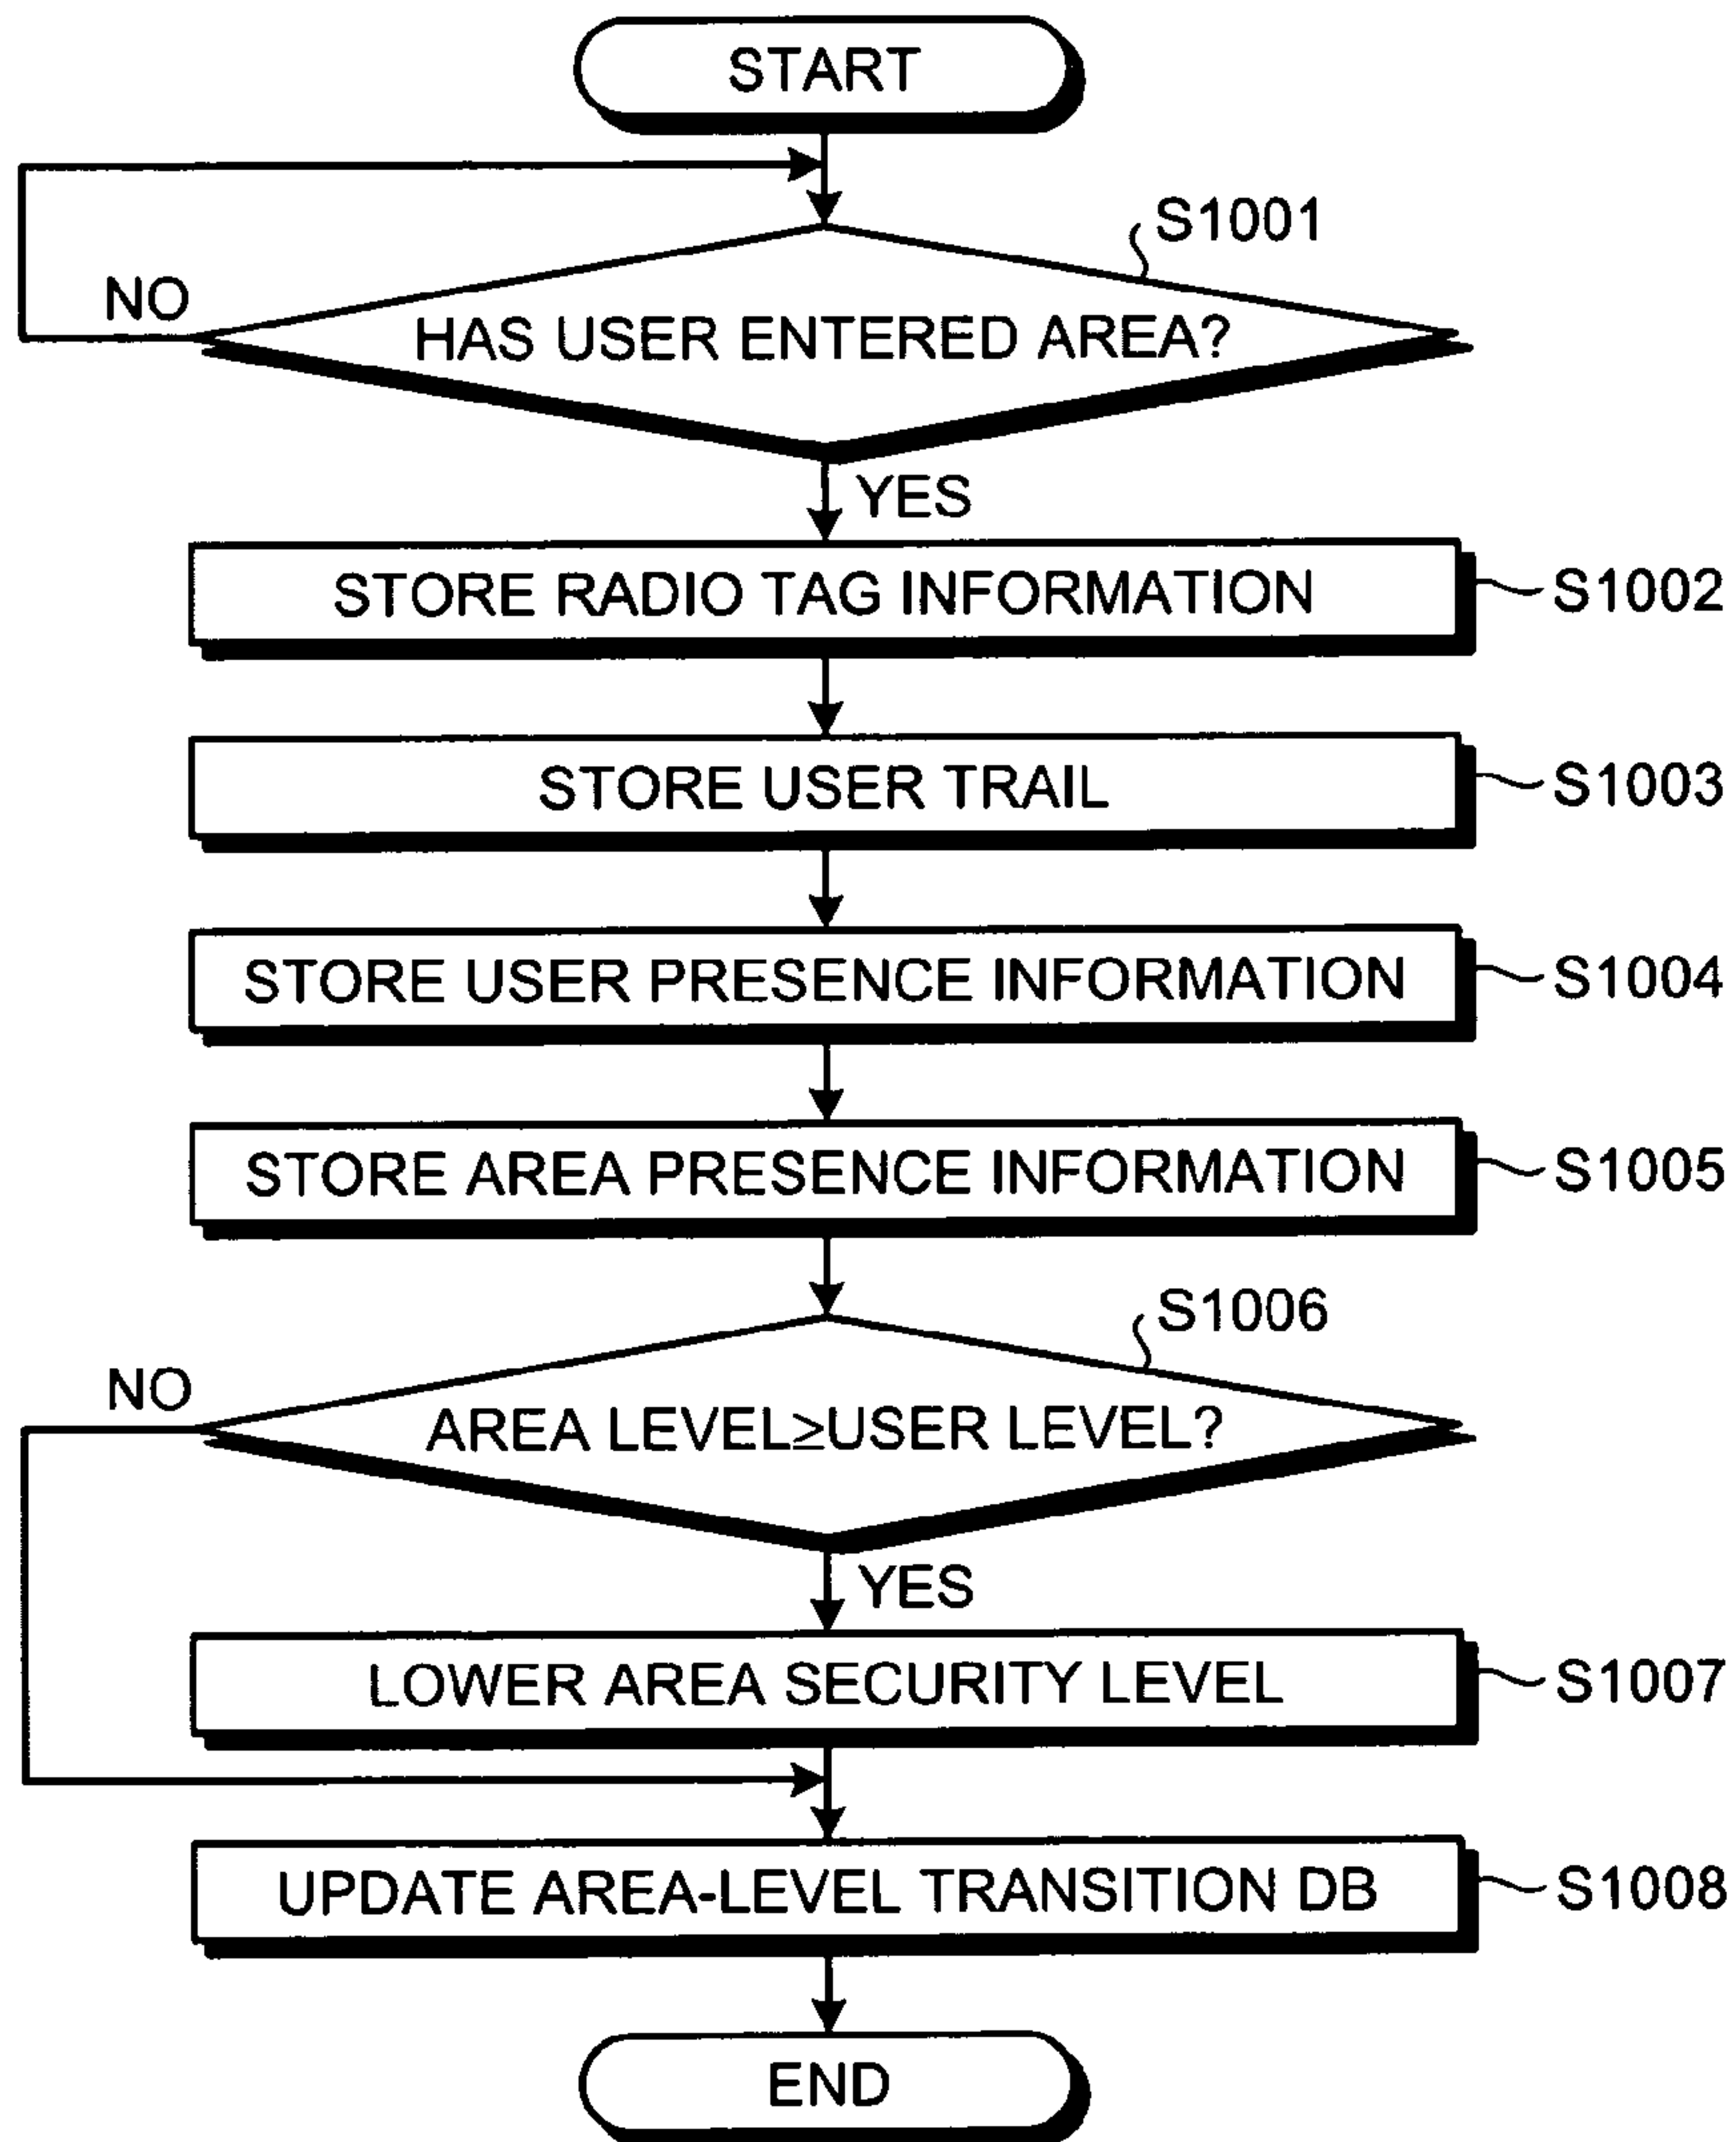 START
S1001
NO
HAS USER ENTERED AREA?
YES
STORE RADIO TAG INFORMATION
S1002
STORE USER TRAIL
S1003
STORE USER PRESENCE INFORMATION
S1004
STORE AREA PRESENCE INFORMATION
S1005
S1006
NO
AREA LEVEL≥USER LEVEL?
YES
LOWER AREA SECURITY LEVEL
S1007
UPDATE AREA-LEVEL TRANSITION DB
S1008
END